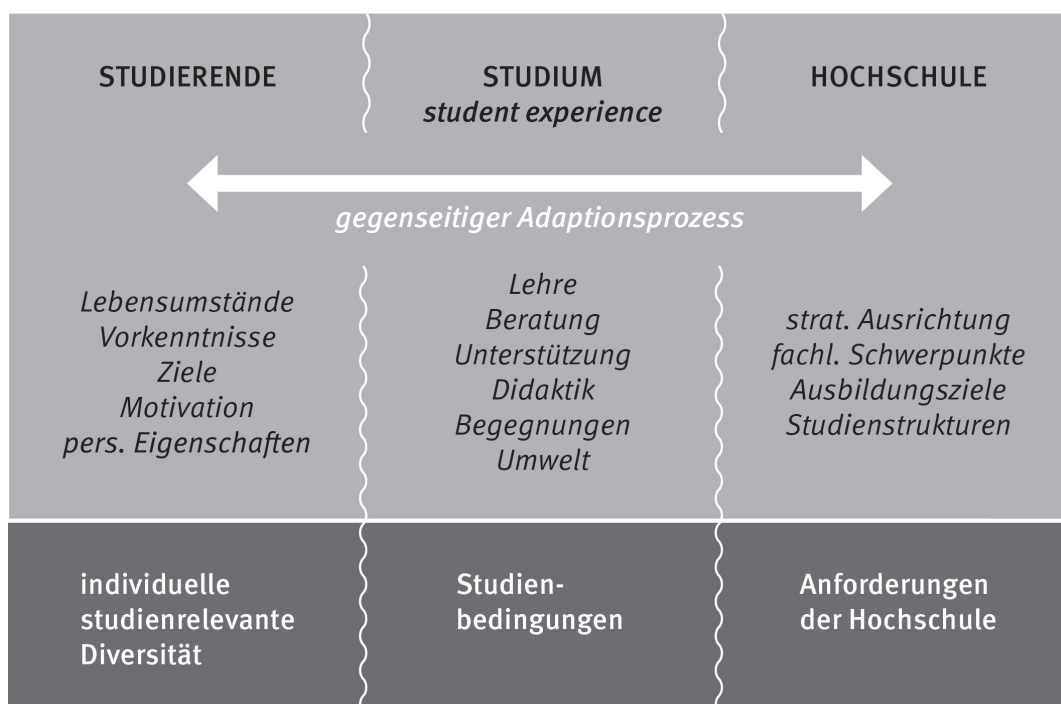 STUDIERENDE
STUDIUM
student experience
HOCHSCHULE
gegenseitiger Adaptionsprozess
Lebensumstände
Vorkenntnisse
Ziele
Motivation
pers. Eigenschaften
Lehre
Beratung
Unterstützung
Didaktik
Begegnungen
Umwelt
strat. Ausrichtung
fachl. Schwerpunkte
Ausbildungsziele
Studienstrukturen
individuelle
studienrelevante
Diversität
Studien-
bedingungen
Anforderungen
der Hochschule